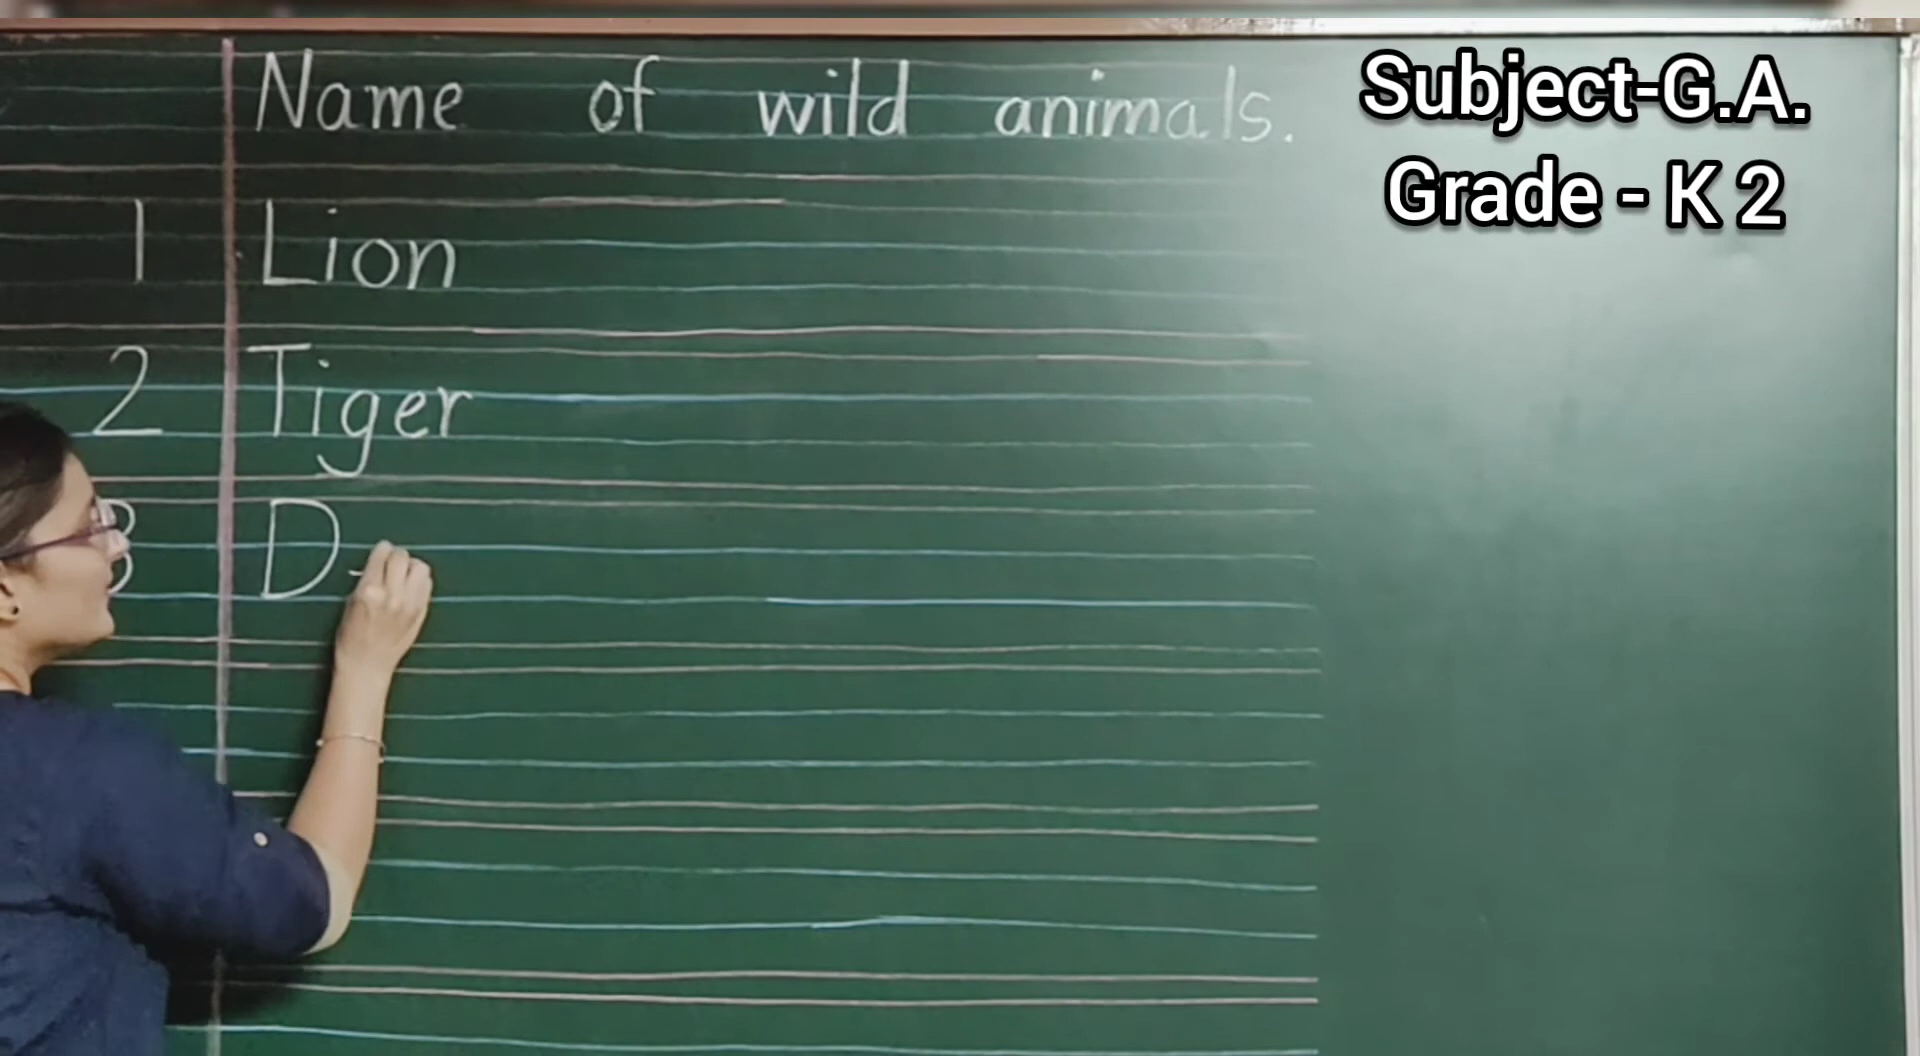 Name of wild animals.
Subject-G.A.
Grade - K 2
1 Lion
2 Tiger
3 D